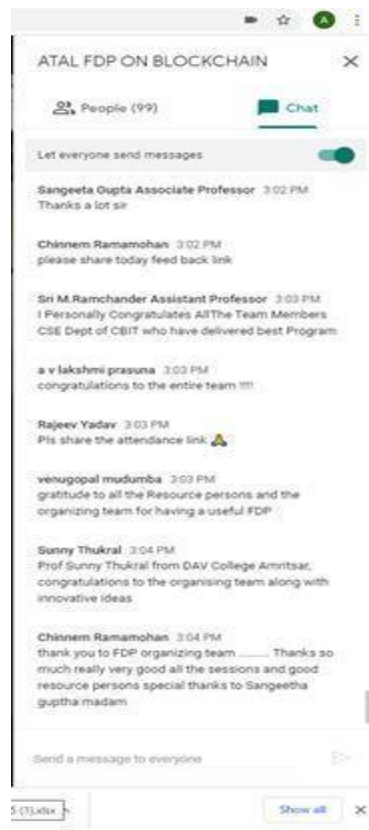 A
ATAL FDP ON BLOCKCHAIN
People (99)
Chat
Let everyone send messages
Sangeeta Gupta Associate Professor 3:02 PM
Thanks a lot sir
Chinnem Ramamohan 3:02 PM
please share today feed back link
Sri M.Ramchander Assistant Professor 3:03 PM
I Personally Congratulates AllThe Team Members
CSE Dept of CBIT who have delivered best Program
a v lakshmi prasuna 3:03 PM
congratulations to the entire team !!!!
Rajeev Yadav 3:03 PM
Pls share the attendance link 🙏
venugopal mudumba 3:03 PM
gratitude to all the Resource persons and the
organizing team for having a useful FDP
Sunny Thukral 3:04 PM
Prof Sunny Thukral from DAV College Amritsar,
congratulations to the organising team along with
innovative ideas
Chinnem Ramamohan 3:04 PM
thank you to FDP organizing team ......... Thanks so
much really very good all the sessions and good
resource persons special thanks to Sangeetha
guptha madam
Send a message to everyone
5 (1).xlsx
Show all